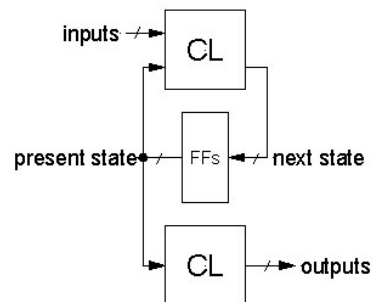 inputs
CL
present state
FFs
next state
CL
outputs